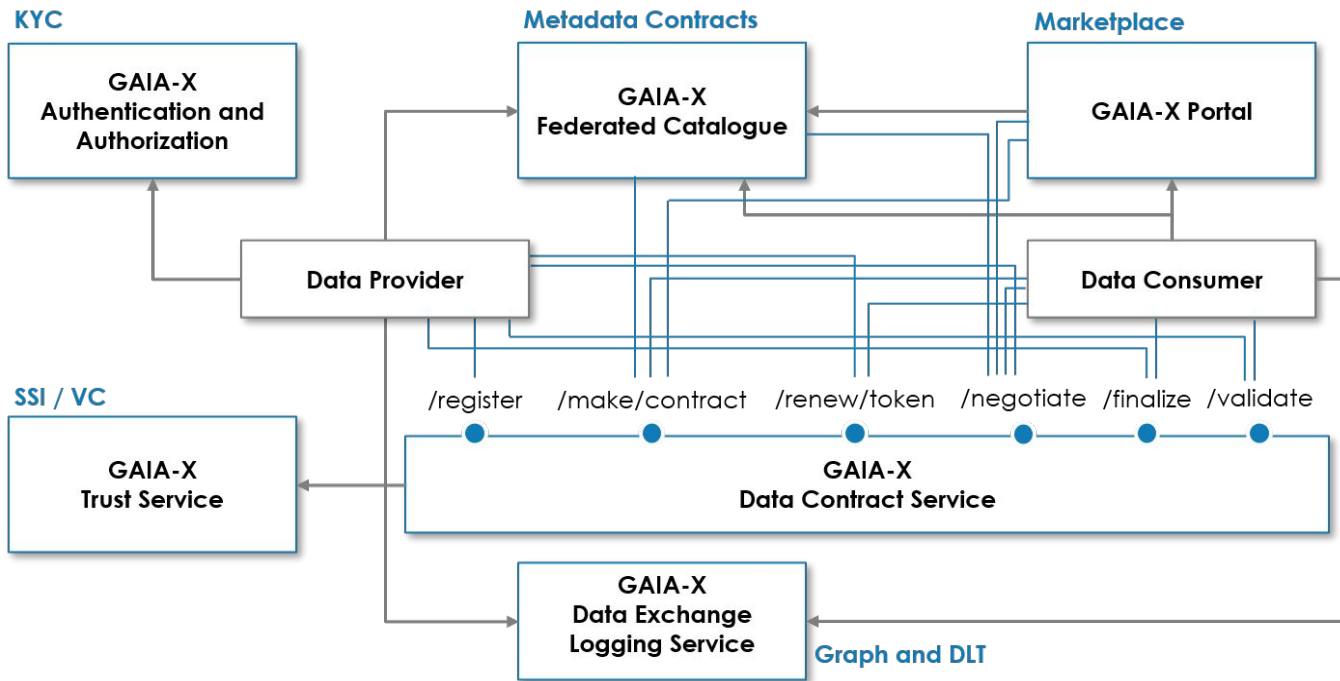 KYC
Metadata Contracts
Marketplace
GAIA-X
Authentication and
Authorization
GAIA-X
Federated Catalogue
GAIA-X Portal
Data Provider
Data Consumer
SSI / VC
/register
/make/contract
/renew/token
/negotiate
/finalize
/validate
GAIA-X
Trust Service
GAIA-X
Data Contract Service
GAIA-X
Data Exchange
Logging Service
Graph and DLT